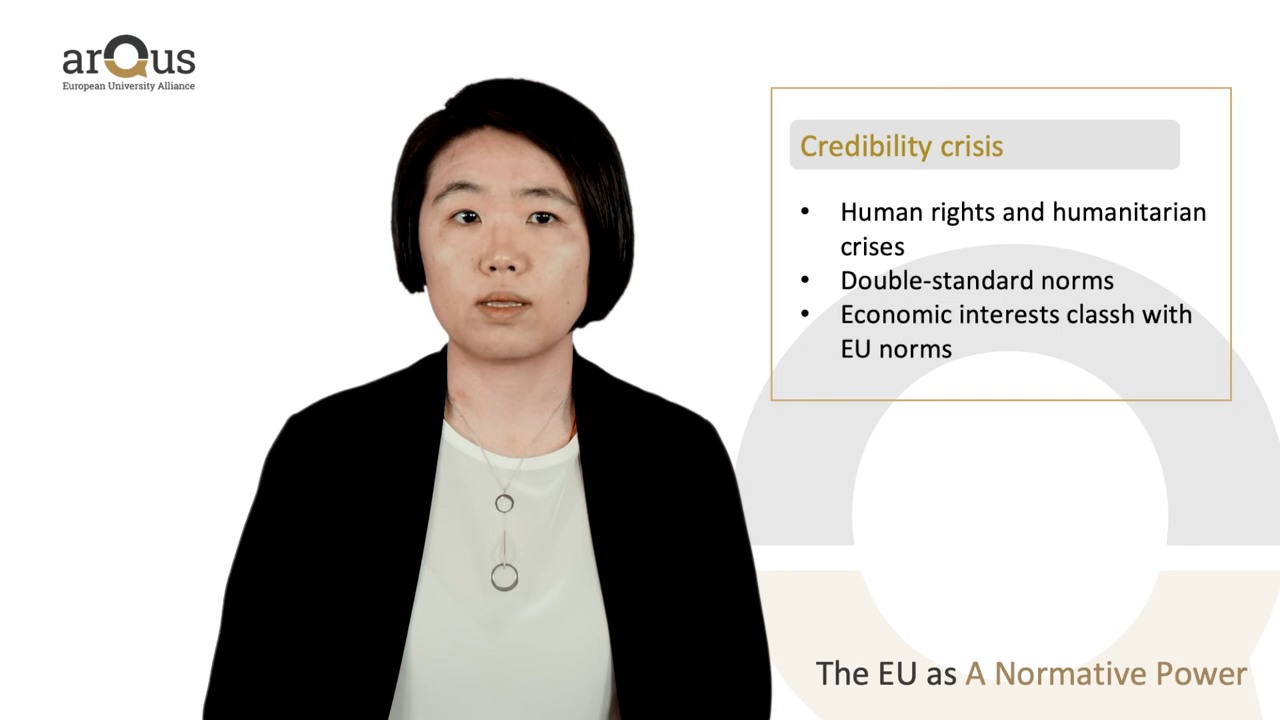 arQus
European University Alliance
Credibility crisis
• Human rights and humanitarian
crises
• Double-standard norms
• Economic interests classh with
EU norms
The EU as A Normative Power